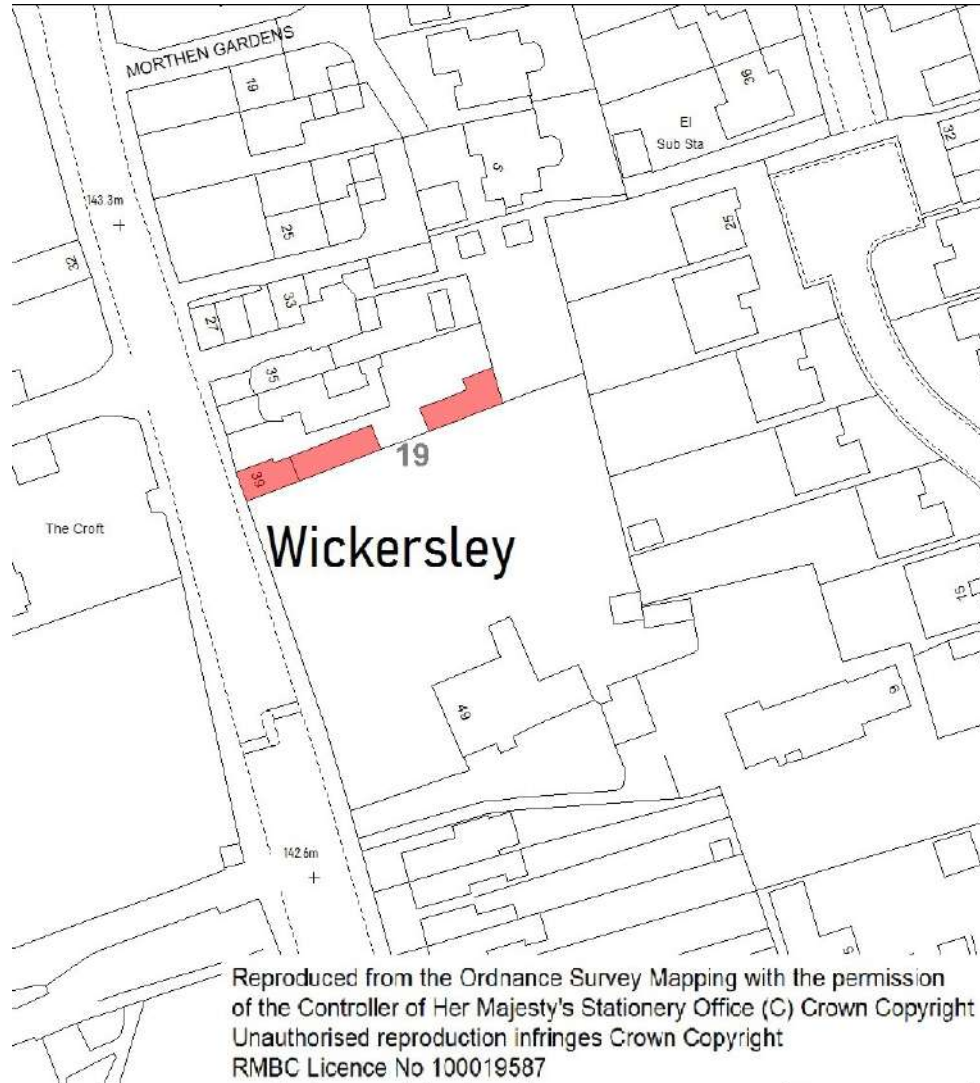 MORTHEN GARDENS
19
36
El
Sub Sta
32
5
143.3m
25
25
32
33
27
35
19
39
The Croft
Wickersley
15
49
6
142.6m
5
Reproduced from the Ordnance Survey Mapping with the permission
of the Controller of Her Majesty's Stationery Office (C) Crown Copyright
Unauthorised reproduction infringes Crown Copyright
RMBC Licence No 100019587